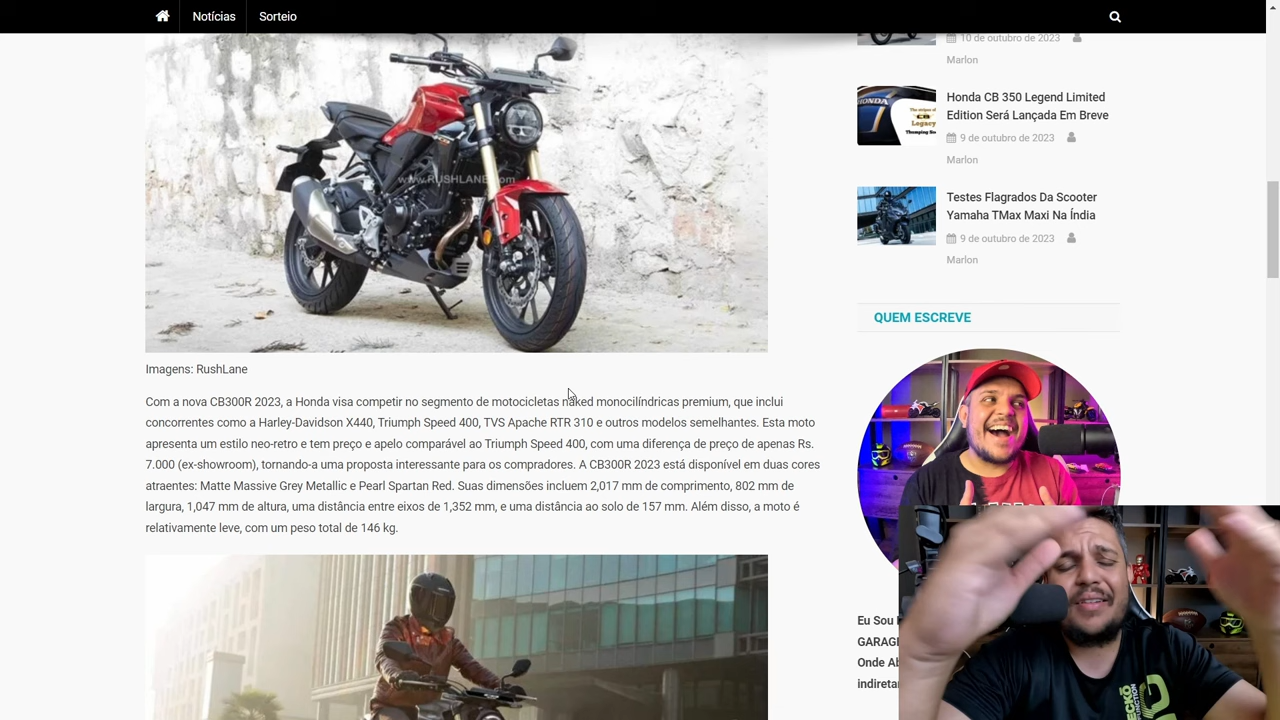 Notícias
Sorteio
www.RUSHLANE.com
Imagens: RushLane
Com a nova CB300R 2023, a Honda visa competir no segmento de motocicletas naked monocilíndricas premium, que inclui
concorrentes como a Harley-Davidson X440, Triumph Speed 400, TVS Apache RTR 310 e outros modelos semelhantes. Esta moto
apresenta um estilo neo-retro e tem preço e apelo comparável ao Triumph Speed 400, com uma diferença de preço de apenas Rs.
7.000 (ex-showroom), tornando-a uma proposta interessante para os compradores. A CB300R 2023 está disponível em duas cores
atraentes: Matte Massive Grey Metallic e Pearl Spartan Red. Suas dimensões incluem 2,017 mm de comprimento, 802 mm de
largura, 1,047 mm de altura, uma distância entre eixos de 1,352 mm, e uma distância ao solo de 157 mm. Além disso, a moto é
relativamente leve, com um peso total de 146 kg.
10 de outubro de 2023
Marlon
HONDA
CB
Legacy
Honda CB 350 Legend Limited
Edition Será Lançada Em Breve
9 de outubro de 2023
Marlon
Testes Flagrados Da Scooter
Yamaha TMax Maxi Na Índia
9 de outubro de 2023
Marlon
QUEM ESCREVE
Eu Sou
GARAG
Onde Ab
indireta